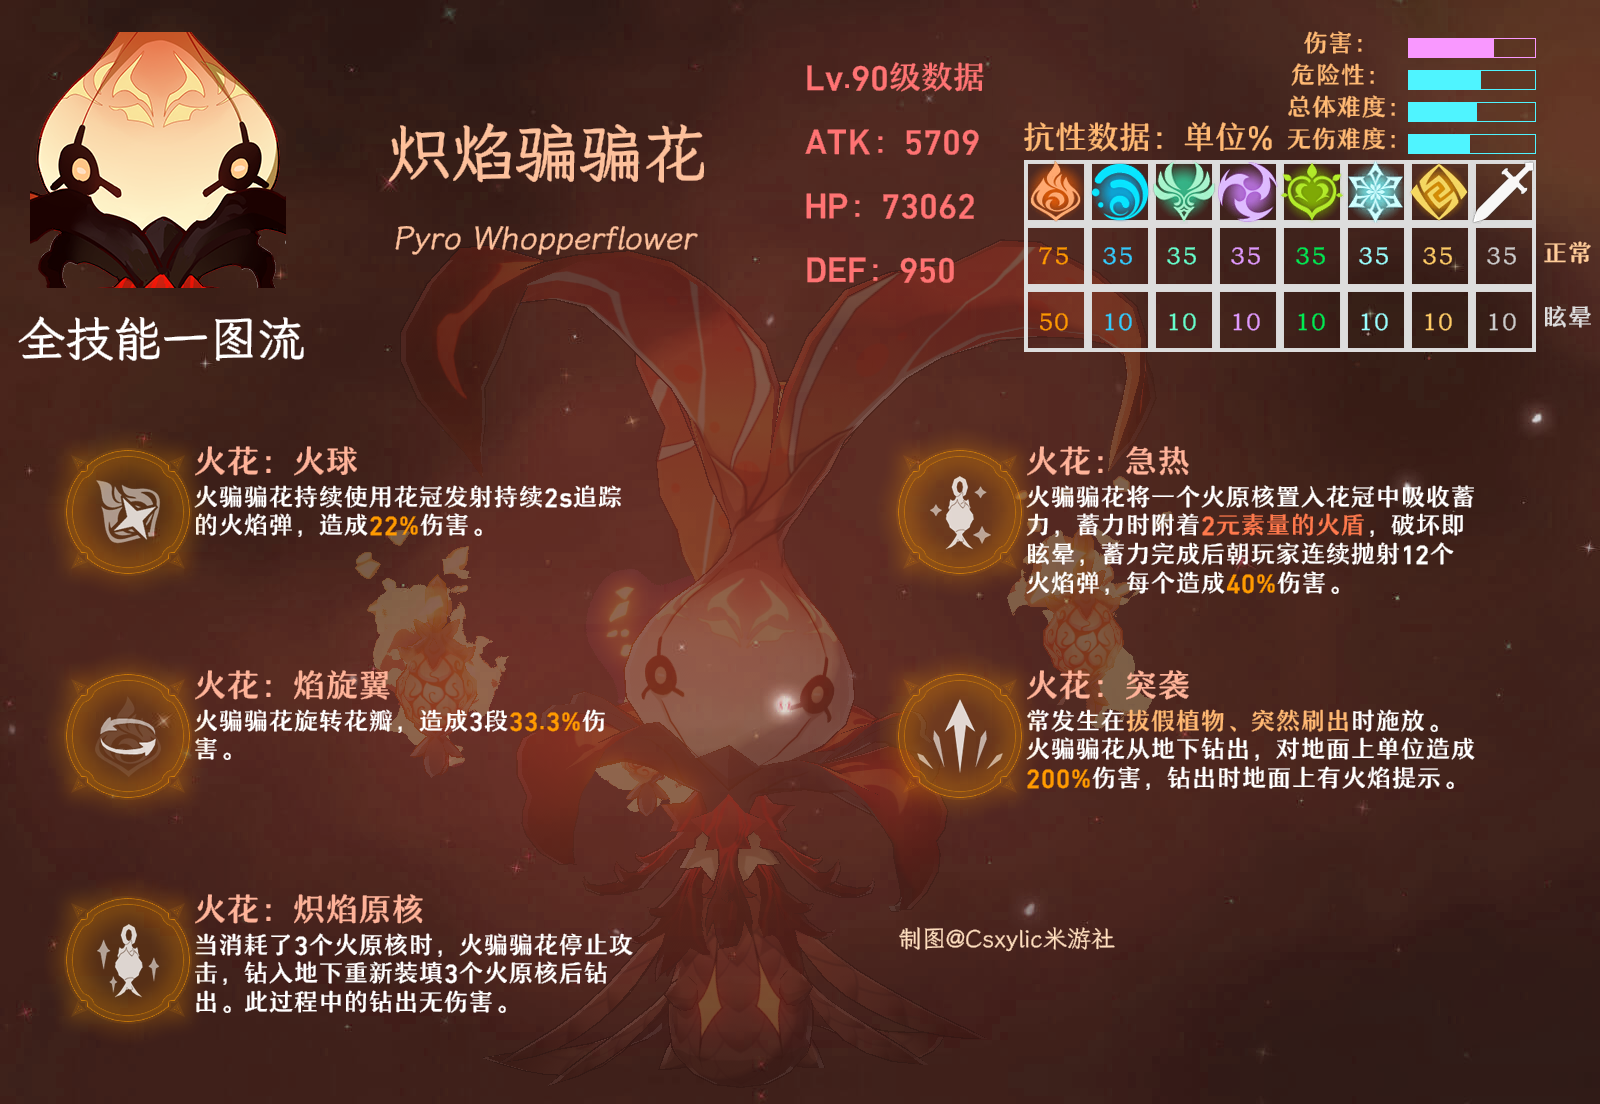 炽焰骗骗花
Pyro Whopperflower
全技能一图流
Lv.90级数据
ATK：5709
HP：73062
DEF：950
伤害：
危险性：
总体难度：
无伤难度：
抗性数据：单位%
75 35 35 35 35 35 35 35 正常
50 10 10 10 10 10 10 10 眩晕
火花：火球
火骗骗花持续使用花冠发射持续2s追踪
的火焰弹，造成22%伤害。
火花：急热
火骗骗花将一个火原核置入花冠中吸收蓄
力，蓄力时附着2元素量的火盾，破坏即
眩晕，蓄力完成后朝玩家连续抛射12个
火焰弹，每个造成40%伤害。
火花：焰旋翼
火骗骗花旋转花瓣，造成3段33.3%伤
害。
火花：突袭
常发生在拔假植物、突然刷出时施放。
火骗骗花从地下钻出，对地面上单位造成
200%伤害，钻出时地面上有火焰提示。
火花：炽焰原核
当消耗了3个火原核时，火骗骗花停止攻
击，钻入地下重新装填3个火原核后钻
出。此过程中的钻出无伤害。
制图@Csxylic米游社